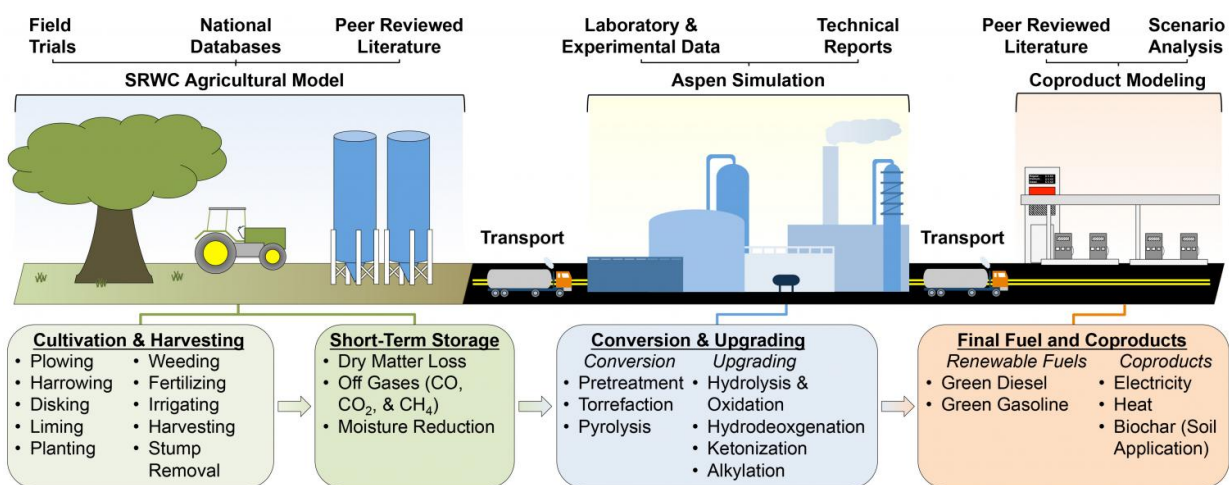 Field Trials
National Databases
Peer Reviewed Literature
SRWC Agricultural Model
Laboratory & Experimental Data
Technical Reports
Aspen Simulation
Peer Reviewed Literature
Scenario Analysis
Coproduct Modeling
Transport
Transport
Cultivation & Harvesting
• Plowing
• Harrowing
• Disking
• Liming
• Planting
• Weeding
• Fertilizing
• Irrigating
• Harvesting
• Stump
Removal
Short-Term Storage
• Dry Matter Loss
• Off Gases (CO,
CO₂, & CH₄)
• Moisture Reduction
Conversion & Upgrading
Conversion
• Pretreatment
• Torrefaction
• Pyrolysis
Upgrading
• Hydrolysis &
Oxidation
• Hydrodeoxgenation
• Ketonization
• Alkylation
Final Fuel and Coproducts
Renewable Fuels
• Green Diesel
• Green Gasoline
Coproducts
• Electricity
• Heat
• Biochar (Soil
Application)